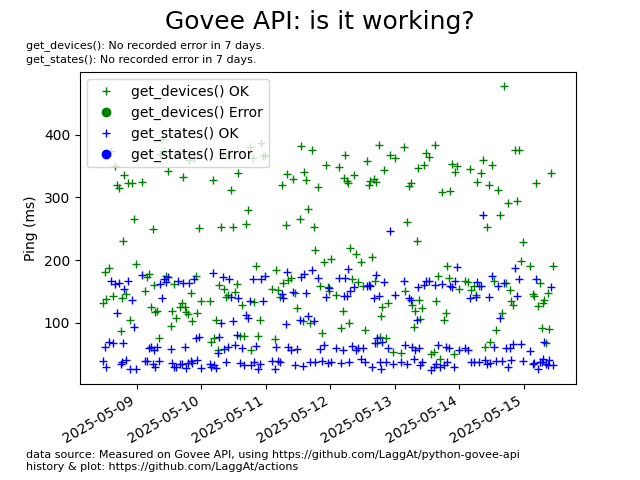 Govee API: is it working?
get_devices(): No recorded error in 7 days.
get_states(): No recorded error in 7 days.
get_devices() OK
get_devices() Error
get_states() OK
get_states() Error
400
300
200
100
Ping (ms)
2025-05-09
2025-05-10
2025-05-11
2025-05-12
2025-05-13
2025-05-14
2025-05-15
data source: Measured on Govee API, using https://github.com/LaggAt/python-govee-api
history & plot: https://github.com/LaggAt/actions